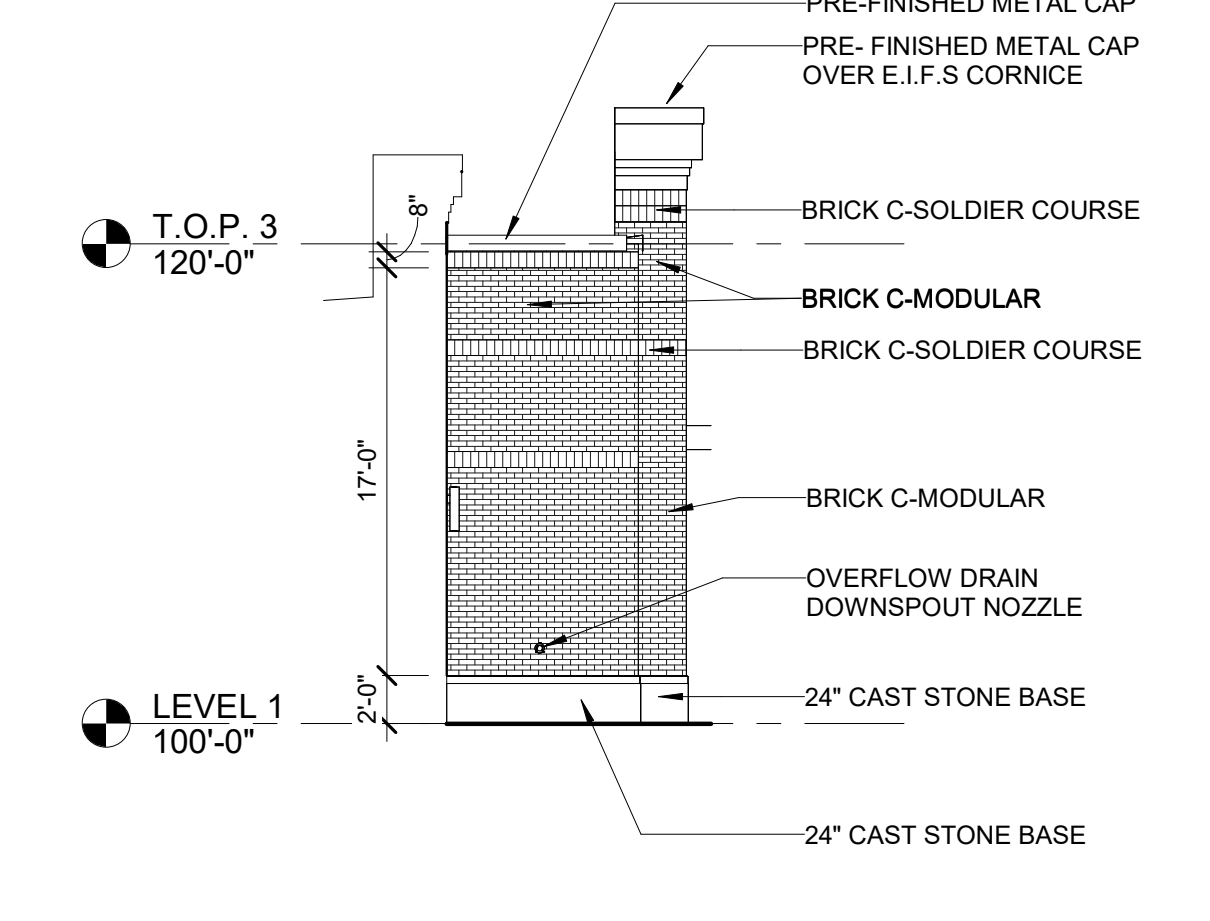 PRE-FINISHED METAL CAP
PRE- FINISHED METAL CAP
OVER E.I.F.S CORNICE
8"
T.O.P. 3
120'-0"
BRICK C-SOLDIER COURSE
BRICK C-MODULAR
BRICK C-SOLDIER COURSE
17'-0"
BRICK C-MODULAR
OVERFLOW DRAIN
DOWNSPOUT NOZZLE
2'-0"
LEVEL 1
100'-0"
24" CAST STONE BASE
24" CAST STONE BASE